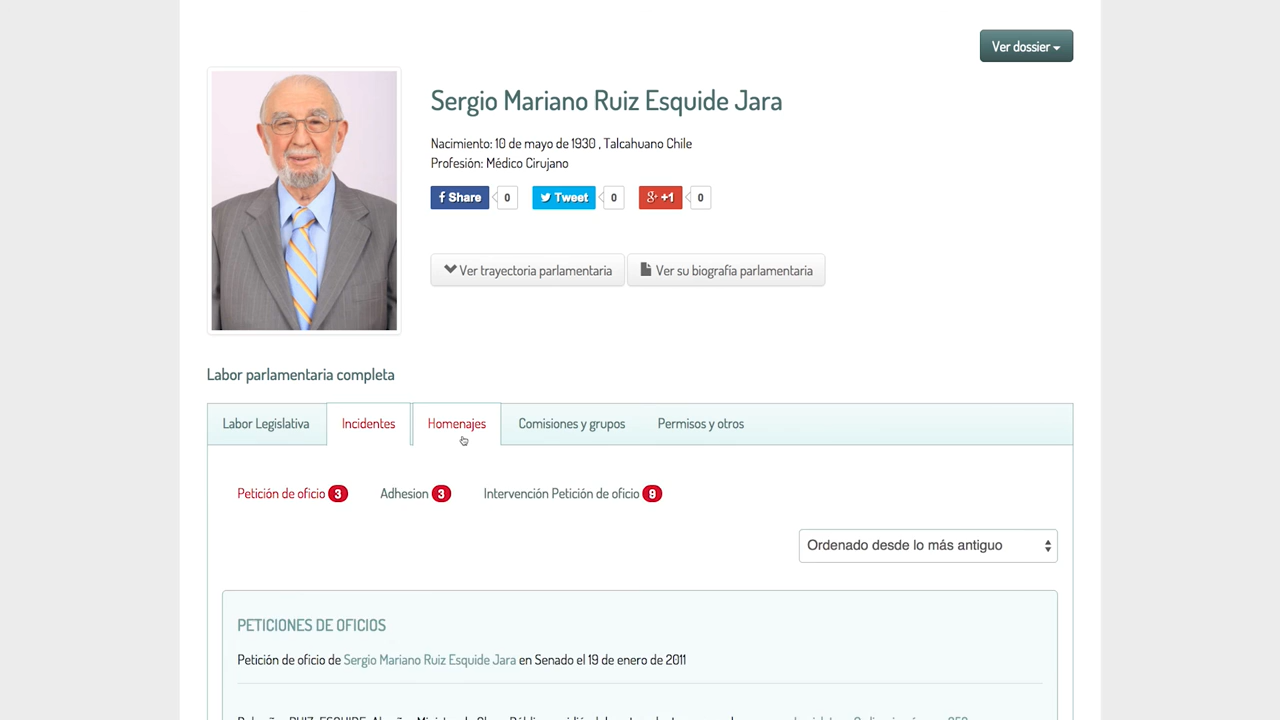 Ver dossier
Sergio Mariano Ruiz Esquide Jara
Nacimiento: 10 de mayo de 1930 , Talcahuano Chile
Profesión: Médico Cirujano
Share 0 Tweet 0 +1 0
Ver trayectoria parlamentaria Ver su biografía parlamentaria
Labor parlamentaria completa
Labor Legislativa Incidentes Homenajes Comisiones y grupos Permisos y otros
Petición de oficio 3 Adhesion 3 Intervención Petición de oficio 9
Ordenado desde lo más antiguo
PETICIONES DE OFICIOS
Petición de oficio de Sergio Mariano Ruiz Esquide Jara en Senado el 19 de enero de 2011